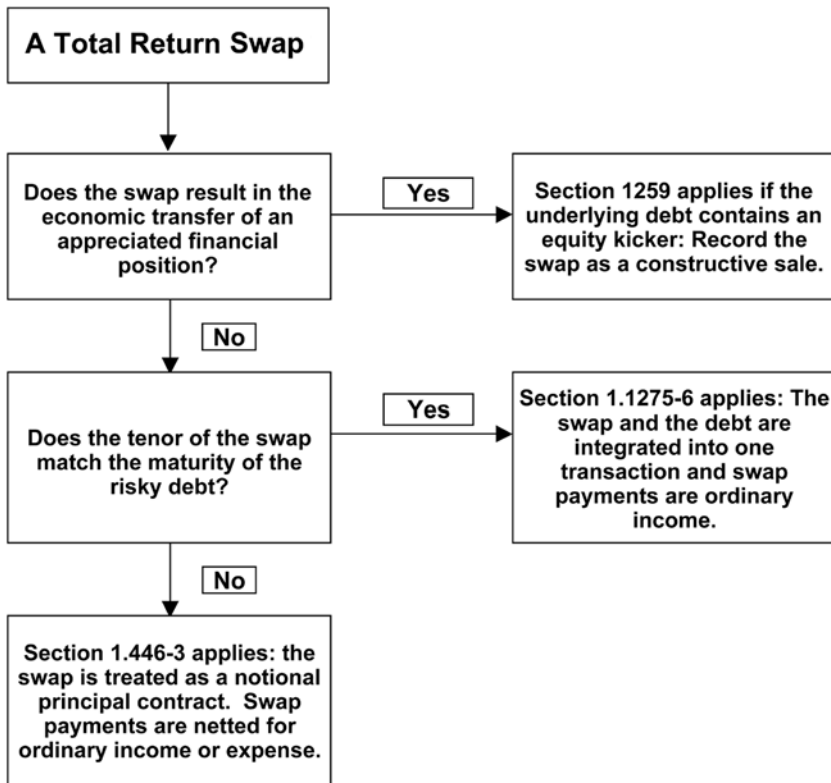 A Total Return Swap
Does the swap result in the
economic transfer of an
appreciated financial
position?
Yes
Section 1259 applies if the
underlying debt contains an
equity kicker: Record the
swap as a constructive sale.
No
Does the tenor of the swap
match the maturity of the
risky debt?
Yes
Section 1.1275-6 applies: The
swap and the debt are
integrated into one
transaction and swap
payments are ordinary
income.
No
Section 1.446-3 applies: the
swap is treated as a notional
principal contract.  Swap
payments are netted for
ordinary income or expense.